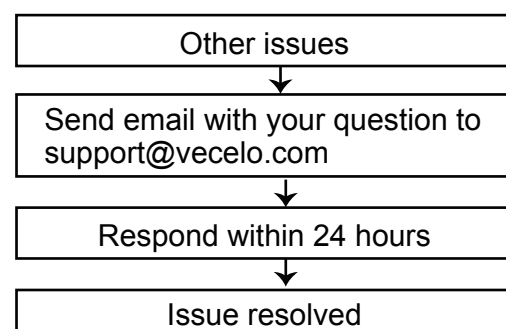 Other issues
Send email with your question to
support@vecelo.com
Respond within 24 hours
Issue resolved